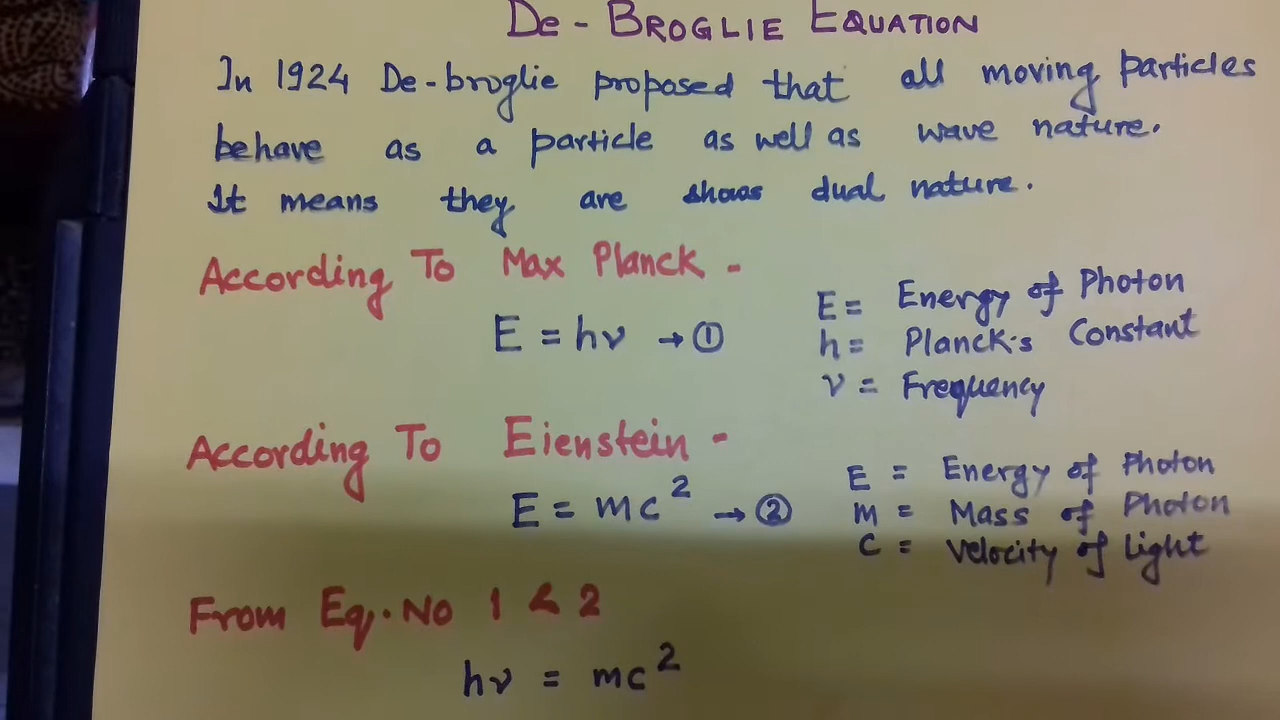 De-Broglie Equation
In 1924 De-broglie proposed that all moving particles
behave as a particle as well as wave nature.
It means they are shows dual nature.
According To Max Planck -
E = hν → ①
E = Energy of Photon
h = Planck's Constant
ν = Frequency
According To Eienstein -
E = mc² → ②
E = Energy of Photon
m = Mass of Photon
C = Velocity of light
From Eq. No 1 & 2
hν = mc²